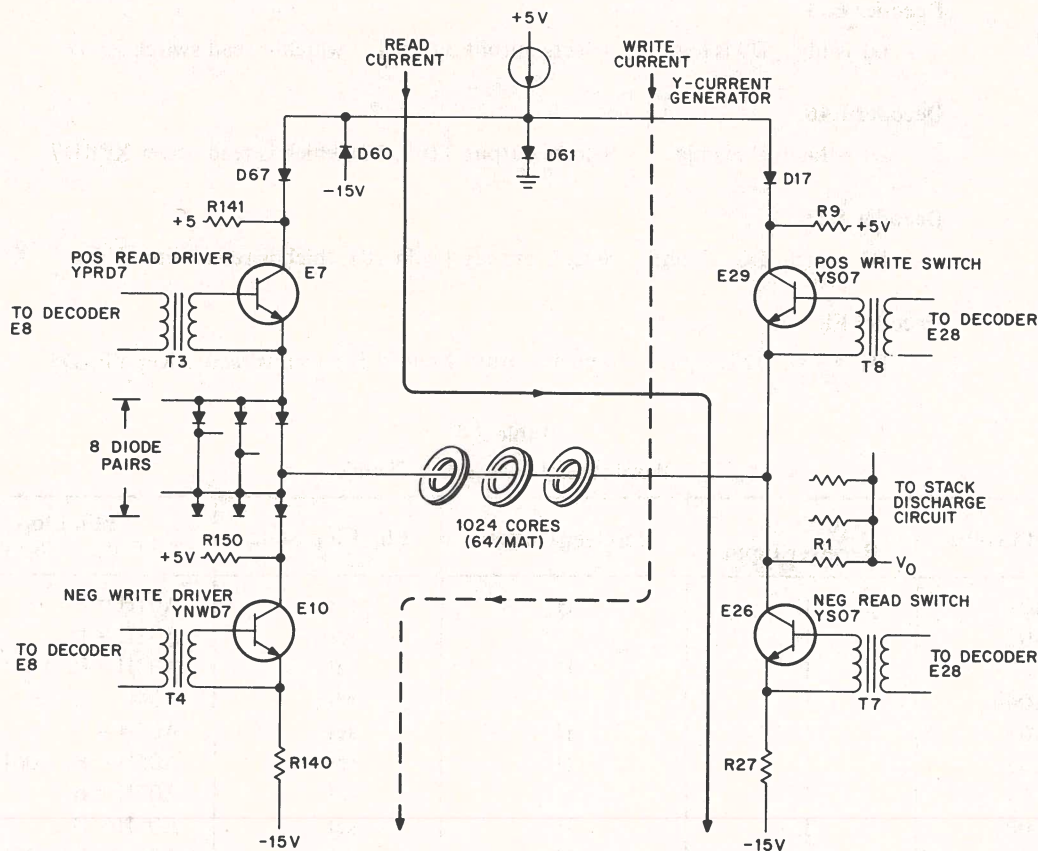 +5V
READ
CURRENT
WRITE
CURRENT
Y-CURRENT
GENERATOR
D67
D60
-15V
D61
D17
+5
R141
R9
+5V
POS READ DRIVER
YPRD7
E7
E29
POS WRITE SWITCH
YS07
TO DECODER
E8
T3
T8
TO DECODER
E28
8 DIODE
PAIRS
1024 CORES
(64/MAT)
TO STACK
DISCHARGE
CIRCUIT
R1
V0
+5V
R150
NEG WRITE DRIVER
YNWD7
E10
E26
NEG READ SWITCH
YS07
TO DECODER
E8
T4
T7
TO DECODER
E28
R140
R27
-15V
-15V